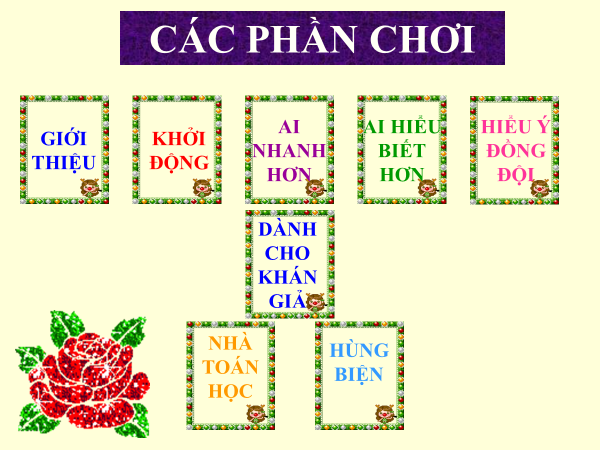 CÁC PHẦN CHƠI
GIỚI
THIỆU
KHỞI
ĐỘNG
AI
NHANH
HƠN
AI HIỂU
BIẾT
HƠN
HIỂU Ý
ĐỒNG
ĐỘI
DÀNH
CHO
KHÁN
GIẢ
NHÀ
TOÁN
HỌC
HÙNG
BIỆN